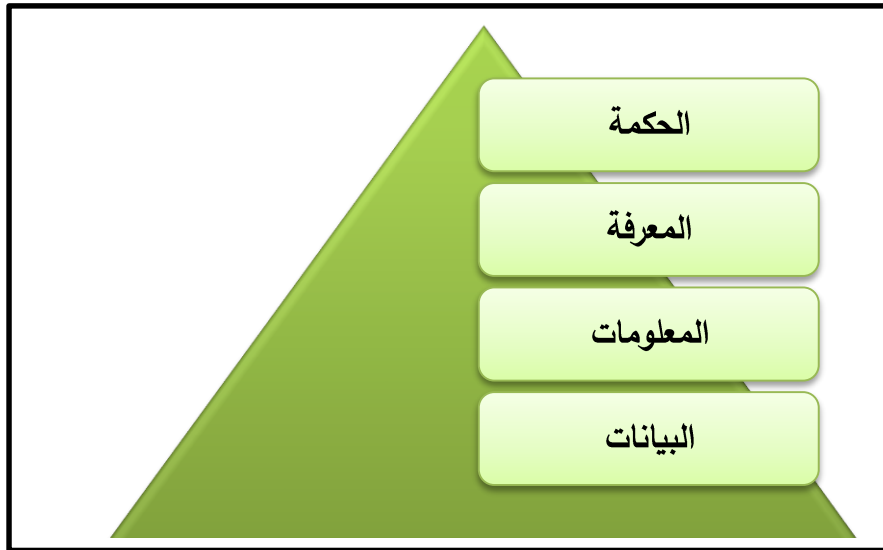 الحكمة
المعرفة
المعلومات
البيانات